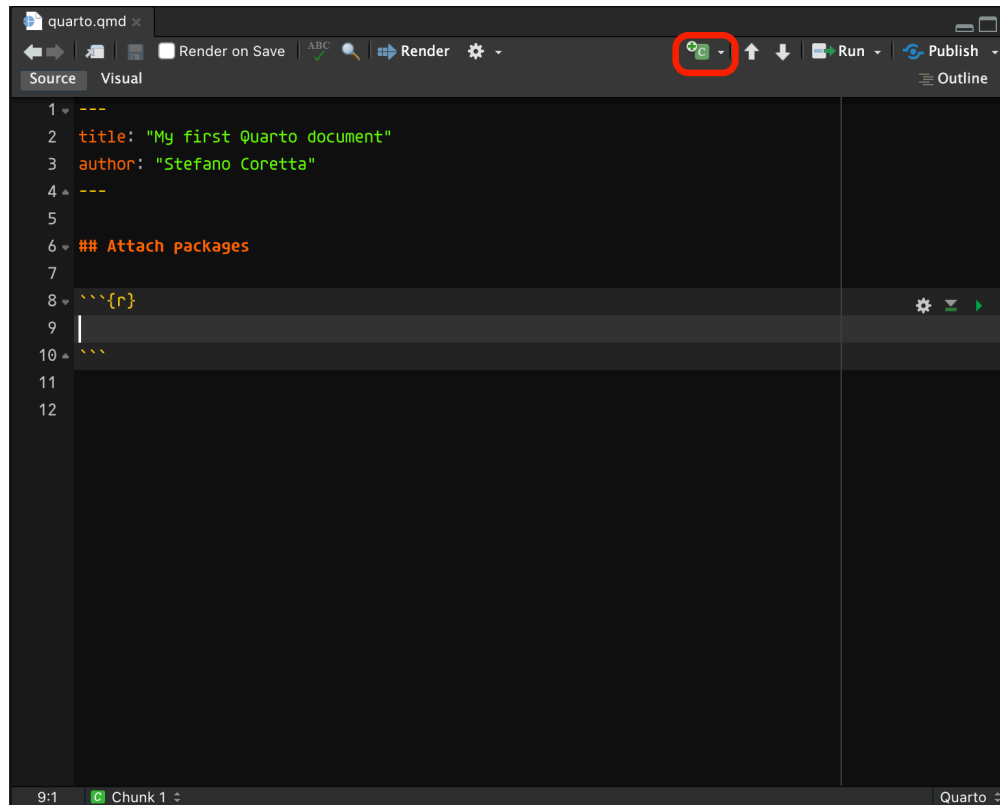 quarto.qmd ×
Render on Save ABC Render C Run Publish
Source Visual Outline
1 ---
2 title: "My first Quarto document"
3 author: "Stefano Coretta"
4 ---
5
6 ## Attach packages
7
8 ```{r}
9
10 ```
11
12
9:1 C Chunk 1 Quarto